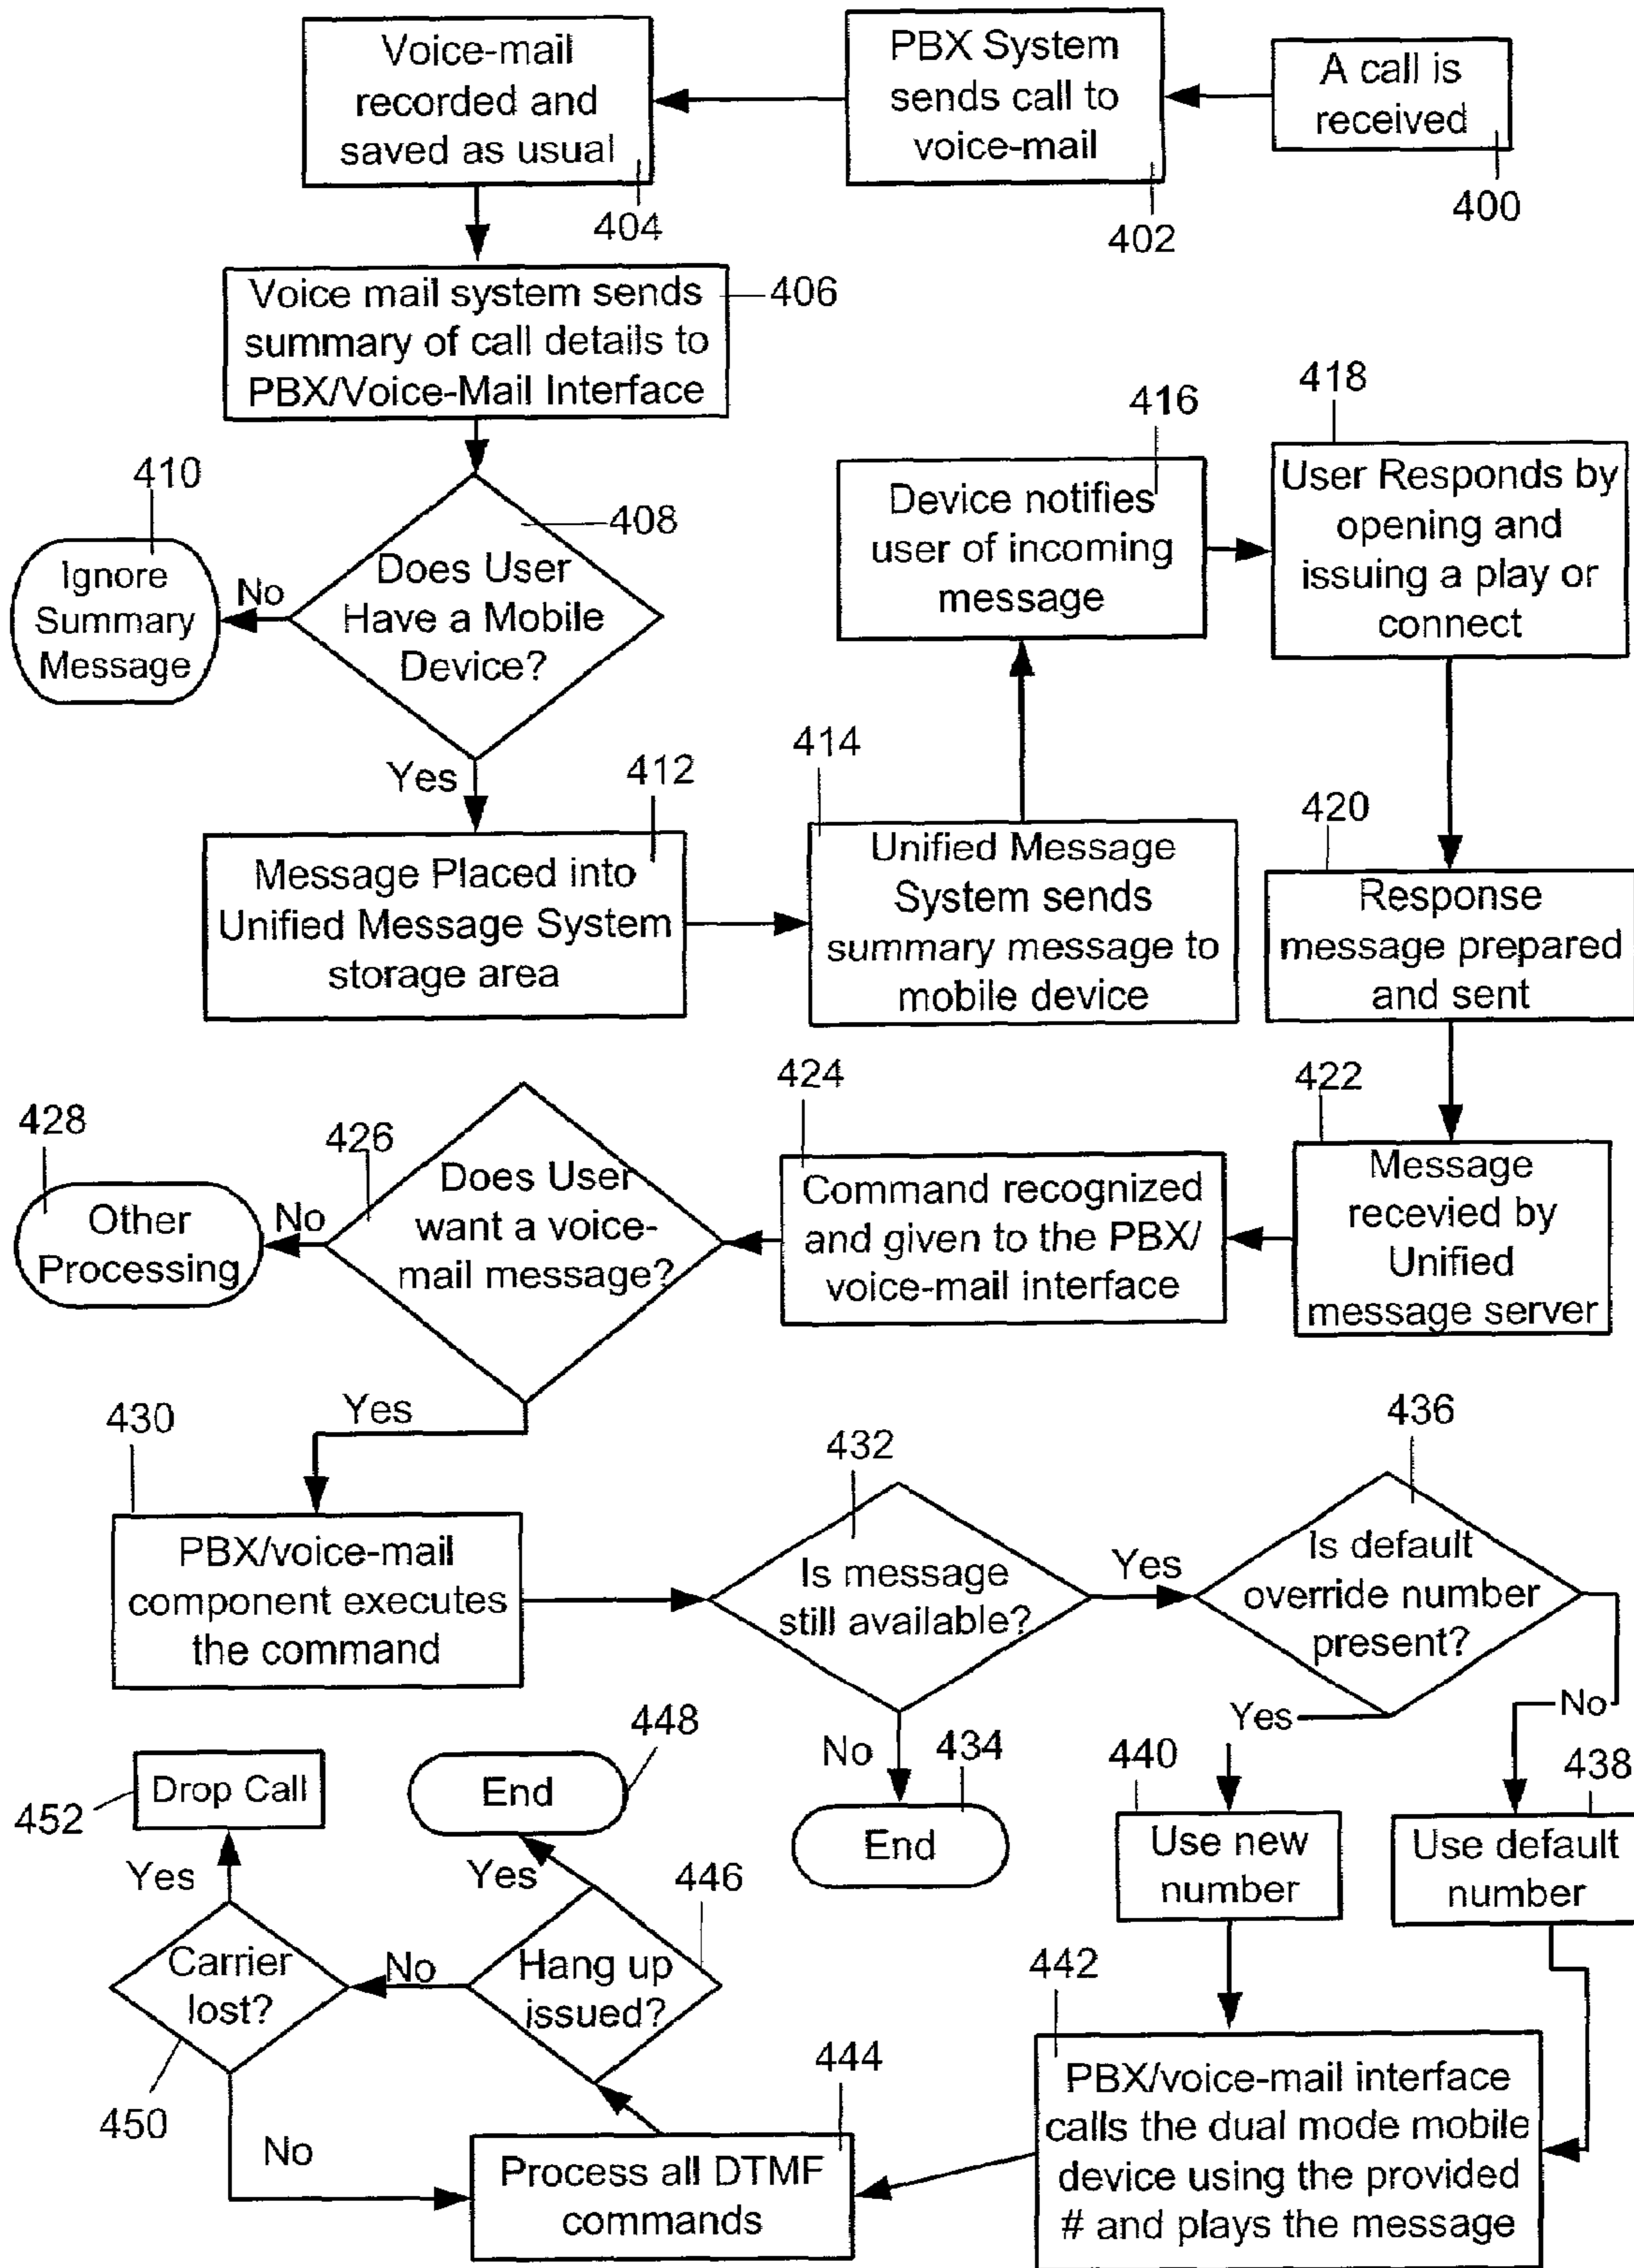 A call is
received
400
PBX System
sends call to
voice-mail
402
Voice-mail
recorded and
saved as usual
404
Voice mail system sends
summary of call details to
PBX/Voice-Mail Interface
406
408
Does User
Have a Mobile
Device?
No
410
Ignore
Summary
Message
Yes
412
Message Placed into
Unified Message System
storage area
414
Unified Message
System sends
summary message to
mobile device
416
Device notifies
user of incoming
message
418
User Responds by
opening and
issuing a play or
connect
420
Response
message prepared
and sent
422
Message
recevied by
Unified
message server
424
Command recognized
and given to the PBX/
voice-mail interface
426
Does User
want a voice-
mail message?
No
428
Other
Processing
Yes
430
PBX/voice-mail
component executes
the command
432
Is message
still available?
No
434
End
Yes
436
Is default
override number
present?
No
438
Use default
number
Yes
440
Use new
number
442
PBX/voice-mail interface
calls the dual mode mobile
device using the provided
# and plays the message
444
Process all DTMF
commands
446
Hang up
issued?
Yes
448
End
No
450
Carrier
lost?
Yes
452
Drop Call
No